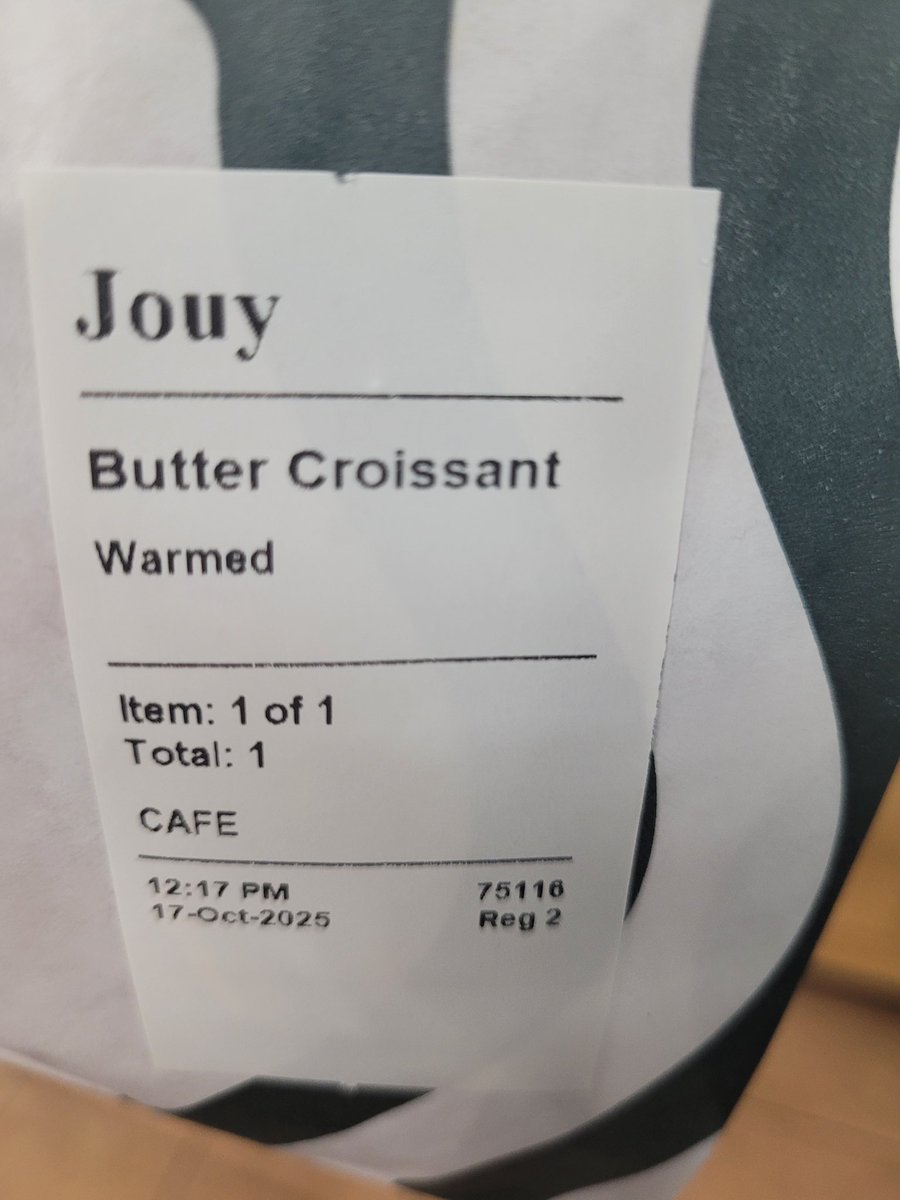 Jouy
Butter Croissant
Warmed
Item: 1 of 1
Total: 1
CAFE
12:17 PM 75116
17-Oct-2025 Reg 2